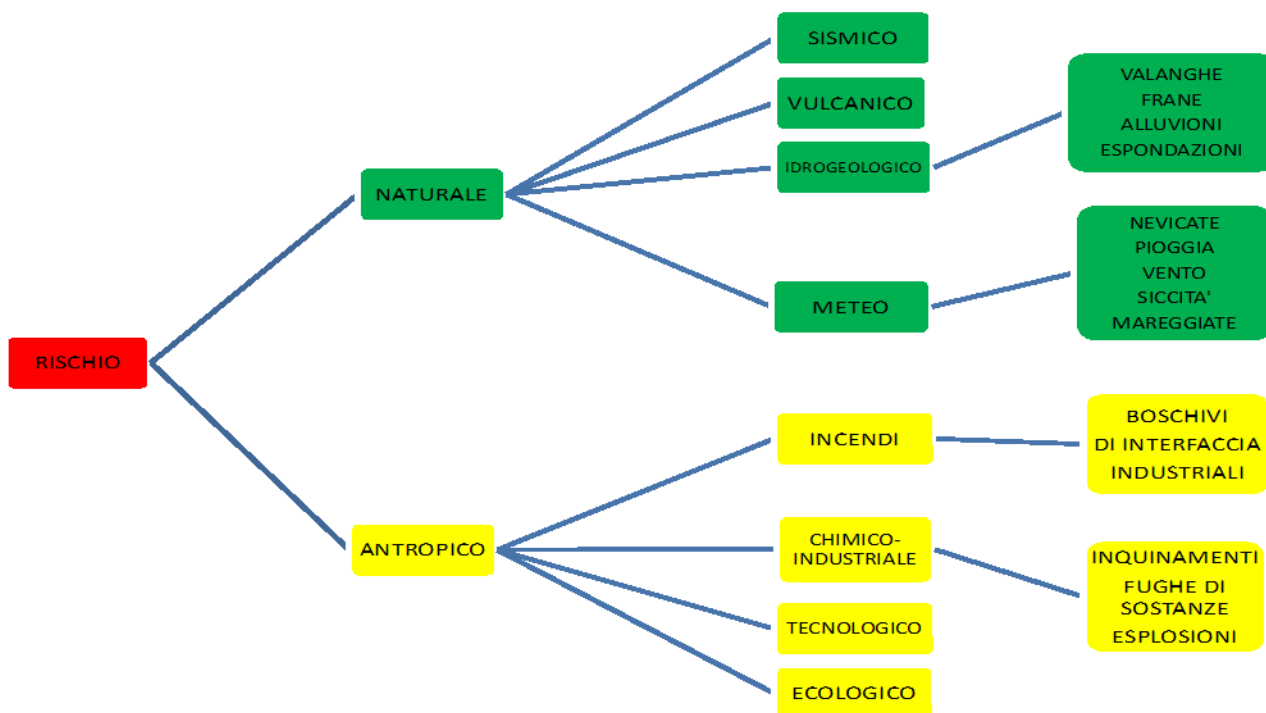 SISMICO
VULCANICO
IDROGEOLOGICO
VALANGHE
FRANE
ALLUVIONI
ESPONDAZIONI
NATURALE
METEO
NEVICATE
PIOGGIA
VENTO
SICCITA'
MAREGGIATE
RISCHIO
INCENDI
BOSCHIVI
DI INTERFACCIA
INDUSTRIALI
ANTROPICO
CHIMICO-
INDUSTRIALE
INQUINAMENTI
FUGHE DI
SOSTANZE
ESPLOSIONI
TECNOLOGICO
ECOLOGICO